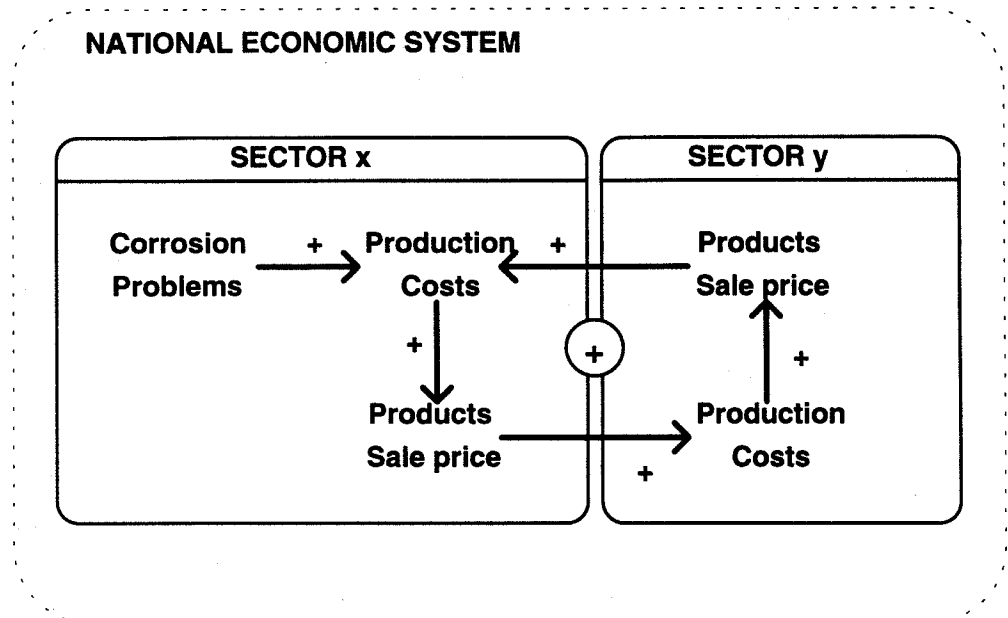 NATIONAL ECONOMIC SYSTEM
SECTOR x
SECTOR y
Corrosion
Problems
+
Production
Costs
+
Products
Sale price
+
+
+
Products
Sale price
Production
Costs
+